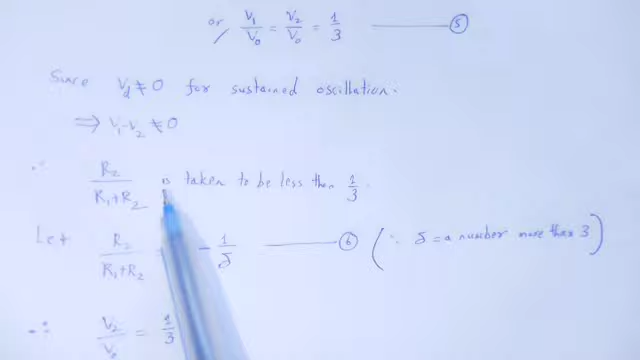 or, V₁/V₀ = V₂/V₀ = 1/3 ——— ⑤
Since V_d ≠ 0 for sustained oscillation.
⇒ V₁-V₂ ≠ 0
∴ R₂/(R₁+R₂) is taken to be less than 1/3.
Let R₂/(R₁+R₂) - 1/δ ——— ⑥ (∵ δ = a number more than 3)
∴ V₂/V₀ = 1/3